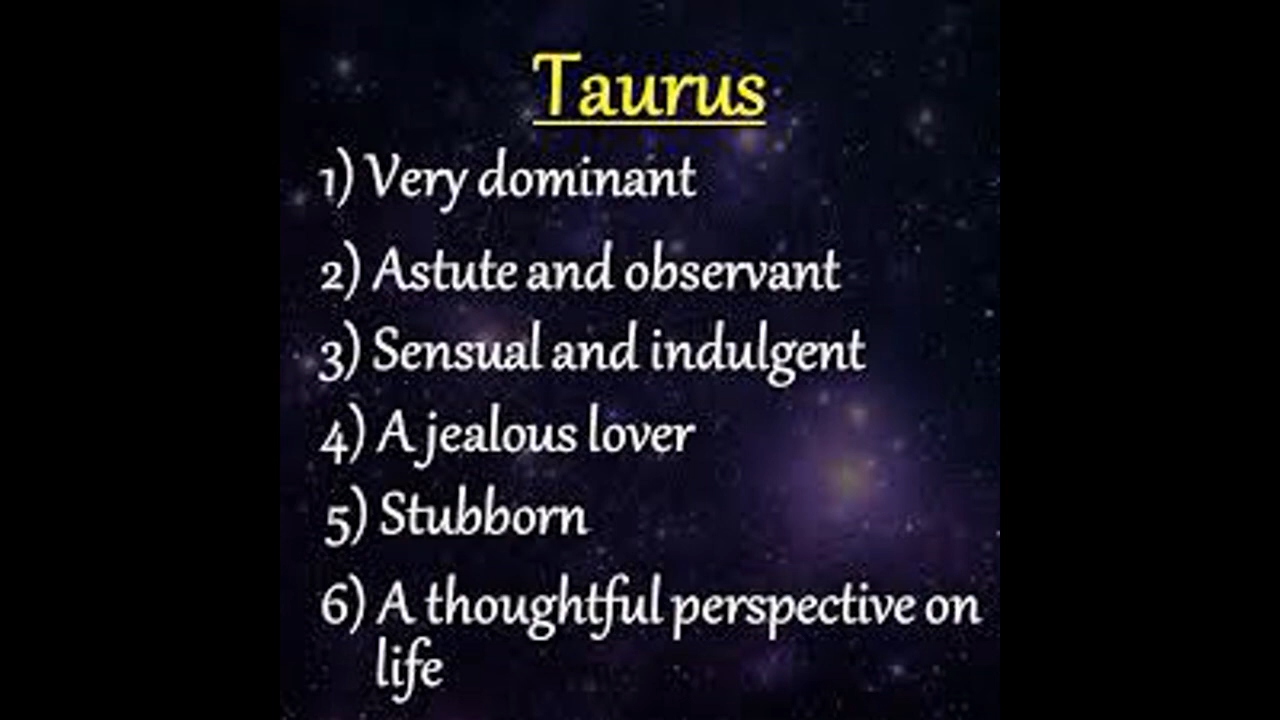 Taurus
1) Very dominant
2) Astute and observant
3) Sensual and indulgent
4) A jealous lover
5) Stubborn
6) A thoughtful perspective on
life